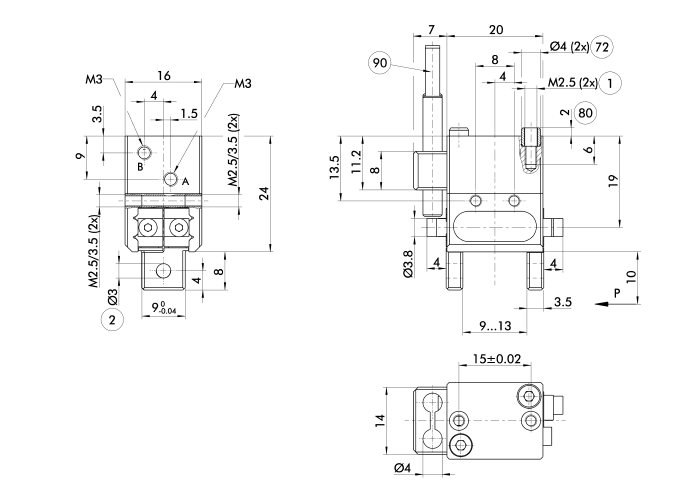 7
20
Ø4 (2x) 72
90
8
4
M2.5 (2x) 1
16
M3
M3
4
1.5
3.5
2
80
9
B
A
M2.5/3.5 (2x)
24
13.5
11.2
8
6
19
M2.5/3.5 (2x)
Ø3
2
4
8
9 0 -0.04
Ø3.8
4
4
10
P
3.5
9...13
15±0.02
14
Ø4